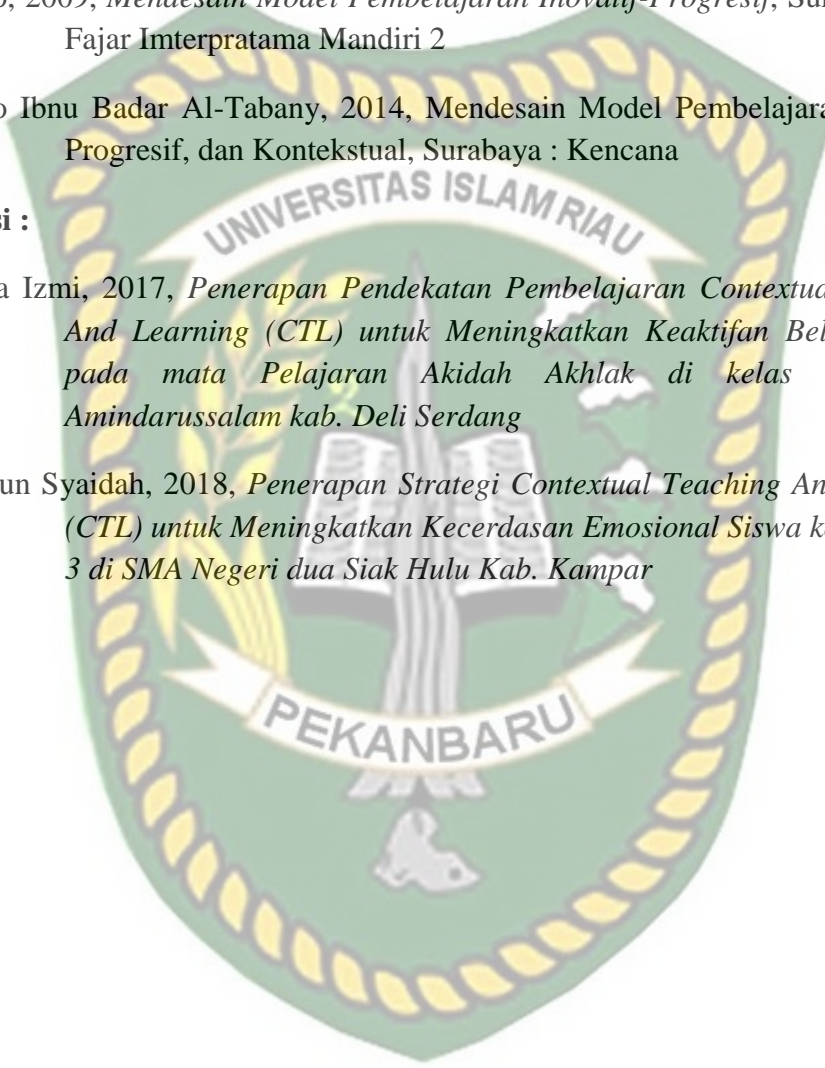 , 2009, Mendesain Model Pembelajaran Inovatif-Progresif, Su
Fajar Imterpratama Mandiri 2
o Ibnu Badar Al-Tabany, 2014, Mendesain Model Pembelajara
Progresif, dan Kontekstual, Surabaya : Kencana
UNIVERSITAS ISLAM RIAU
si :
a Izmi, 2017, Penerapan Pendekatan Pembelajaran Contextua
And Learning (CTL) untuk Meningkatkan Keaktifan Bel
pada mata Pelajaran Akidah Akhlak di kelas
Amindarussalam kab. Deli Serdang
un Syaidah, 2018, Penerapan Strategi Contextual Teaching An
(CTL) untuk Meningkatkan Kecerdasan Emosional Siswa k
3 di SMA Negeri dua Siak Hulu Kab. Kampar
PEKANBARU